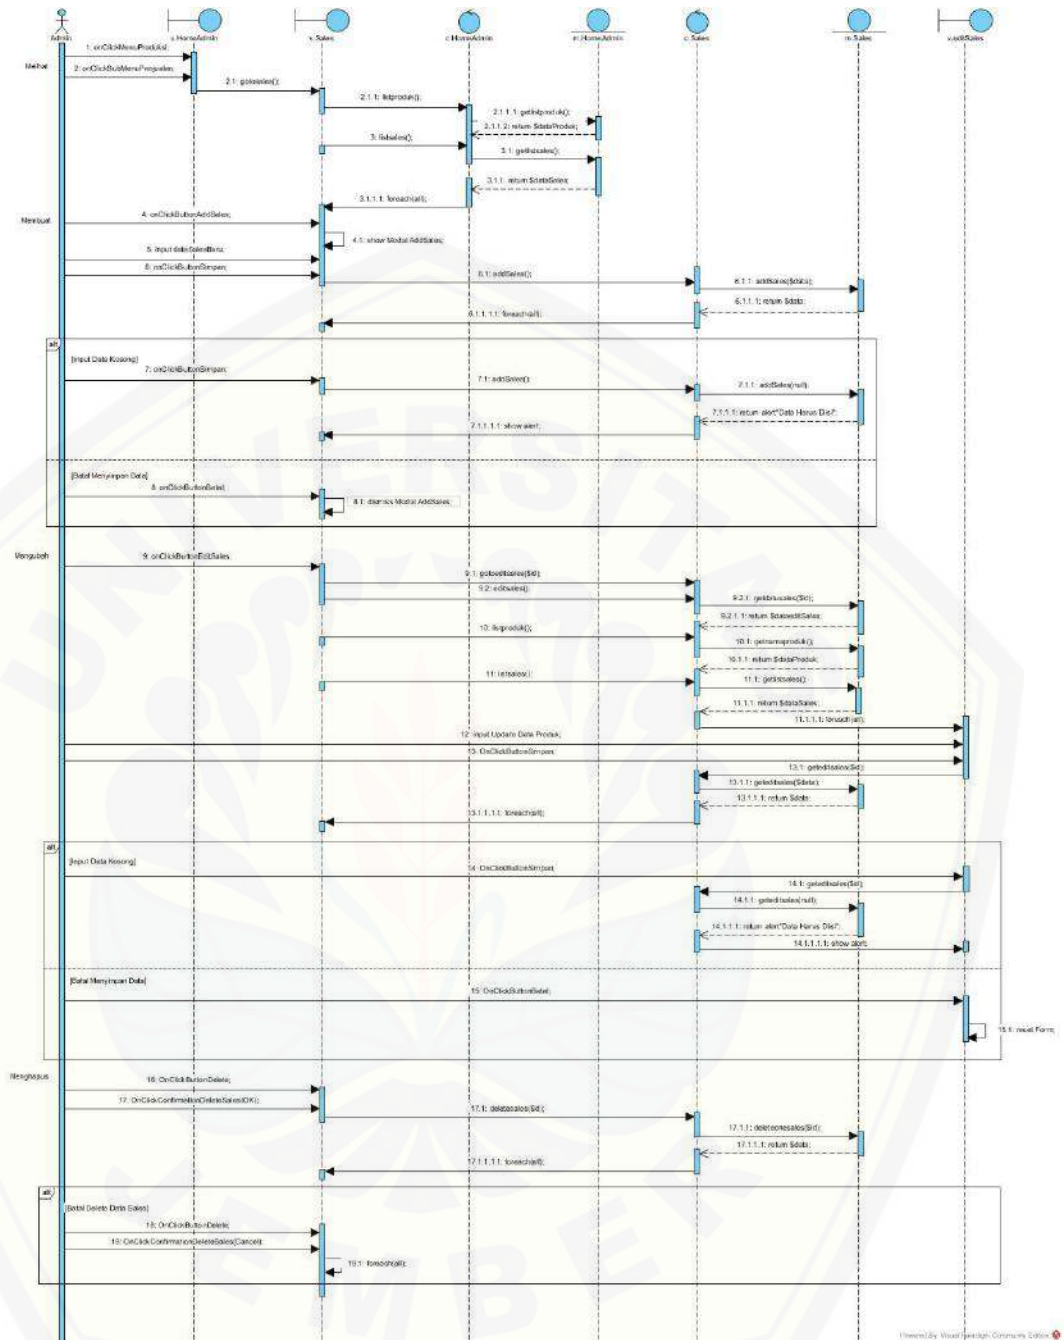 Admin
v.HomeAdmin
v.Sales
c.HomeAdmin
m.HomeAdmin
c.Sales
m.Sales
v.editSales
Melihat
1: onClickMenuProduksi;
2: onClickSubMenuPenjualan;
2.1: gotosales();
2.1.1: listproduk();
2.1.1.1: getlistproduk();
2.1.1.2: return $dataProduk;
3: listsales();
3.1: getlistsales();
3.1.1: return $dataSales;
3.1.1.1: foreach(all);
Membuat
4: onClickButtonAddSales;
4.1: show Modal AddSales;
5: input dataSalesBaru;
6: onClickButtonSimpan;
6.1: addSales();
6.1.1: addSales($data);
6.1.1.1: return $data;
6.1.1.1.1: foreach(all);
alt
[Input Data Kosong]
7: onClickButtonSimpan;
7.1: addSales();
7.1.1: addSales(null);
7.1.1.1: return alert"Data Harus Diisi";
7.1.1.1.1: show alert;
[Batal Menyimpan Data]
8: onClickButtonBatal;
8.1: dismiss Modal AddSales;
Mengubah
9: onClickButtonEditSales
9.1: gotoeditsales($id);
9.2: editsales();
9.2.1: 
9.2.1.1: return $dataeditSales;
10: listproduk();
10.1: getnamaproduk();
10.1.1: return $dataProduk;
11: listsales();
11.1: getlistsales();
11.1.1: return $dataSales;
11.1.1.1: foreach(all);
12: Input Update Data Produk;
13: OnClickButtonSimpan;
13.1: geteditsales($id);
13.1.1: geteditsales($data);
13.1.1.1: return $data;
13.1.1.1.1: foreach(all);
alt
[Input Data Kosong]
14: OnClickButtonSimpan;
14.1: geteditsales($id);
14.1.1: geteditsales(null);
14.1.1.1: return alert"Data Harus Diisi";
14.1.1.1.1: show alert;
[Batal Menyimpan Data]
15: OnClickButtonBatal;
15.1: reset Form;
Menghapus
16: OnClickButtonDelete;
17: OnClickConfirmationDeleteSales(OK);
17.1: deletesales($id);
17.1.1: deleteonesales($id);
17.1.1.1: return $data;
17.1.1.1.1: foreach(all);
alt
[Batal Delete Data Sales]
18: OnClickButtonDelete;
19: OnClickConfirmationDeleteSales(Cancel);
19.1: foreach(all);
UNIVERSITAS
JEMBER
Powered By Visual Paradigm Community Edition